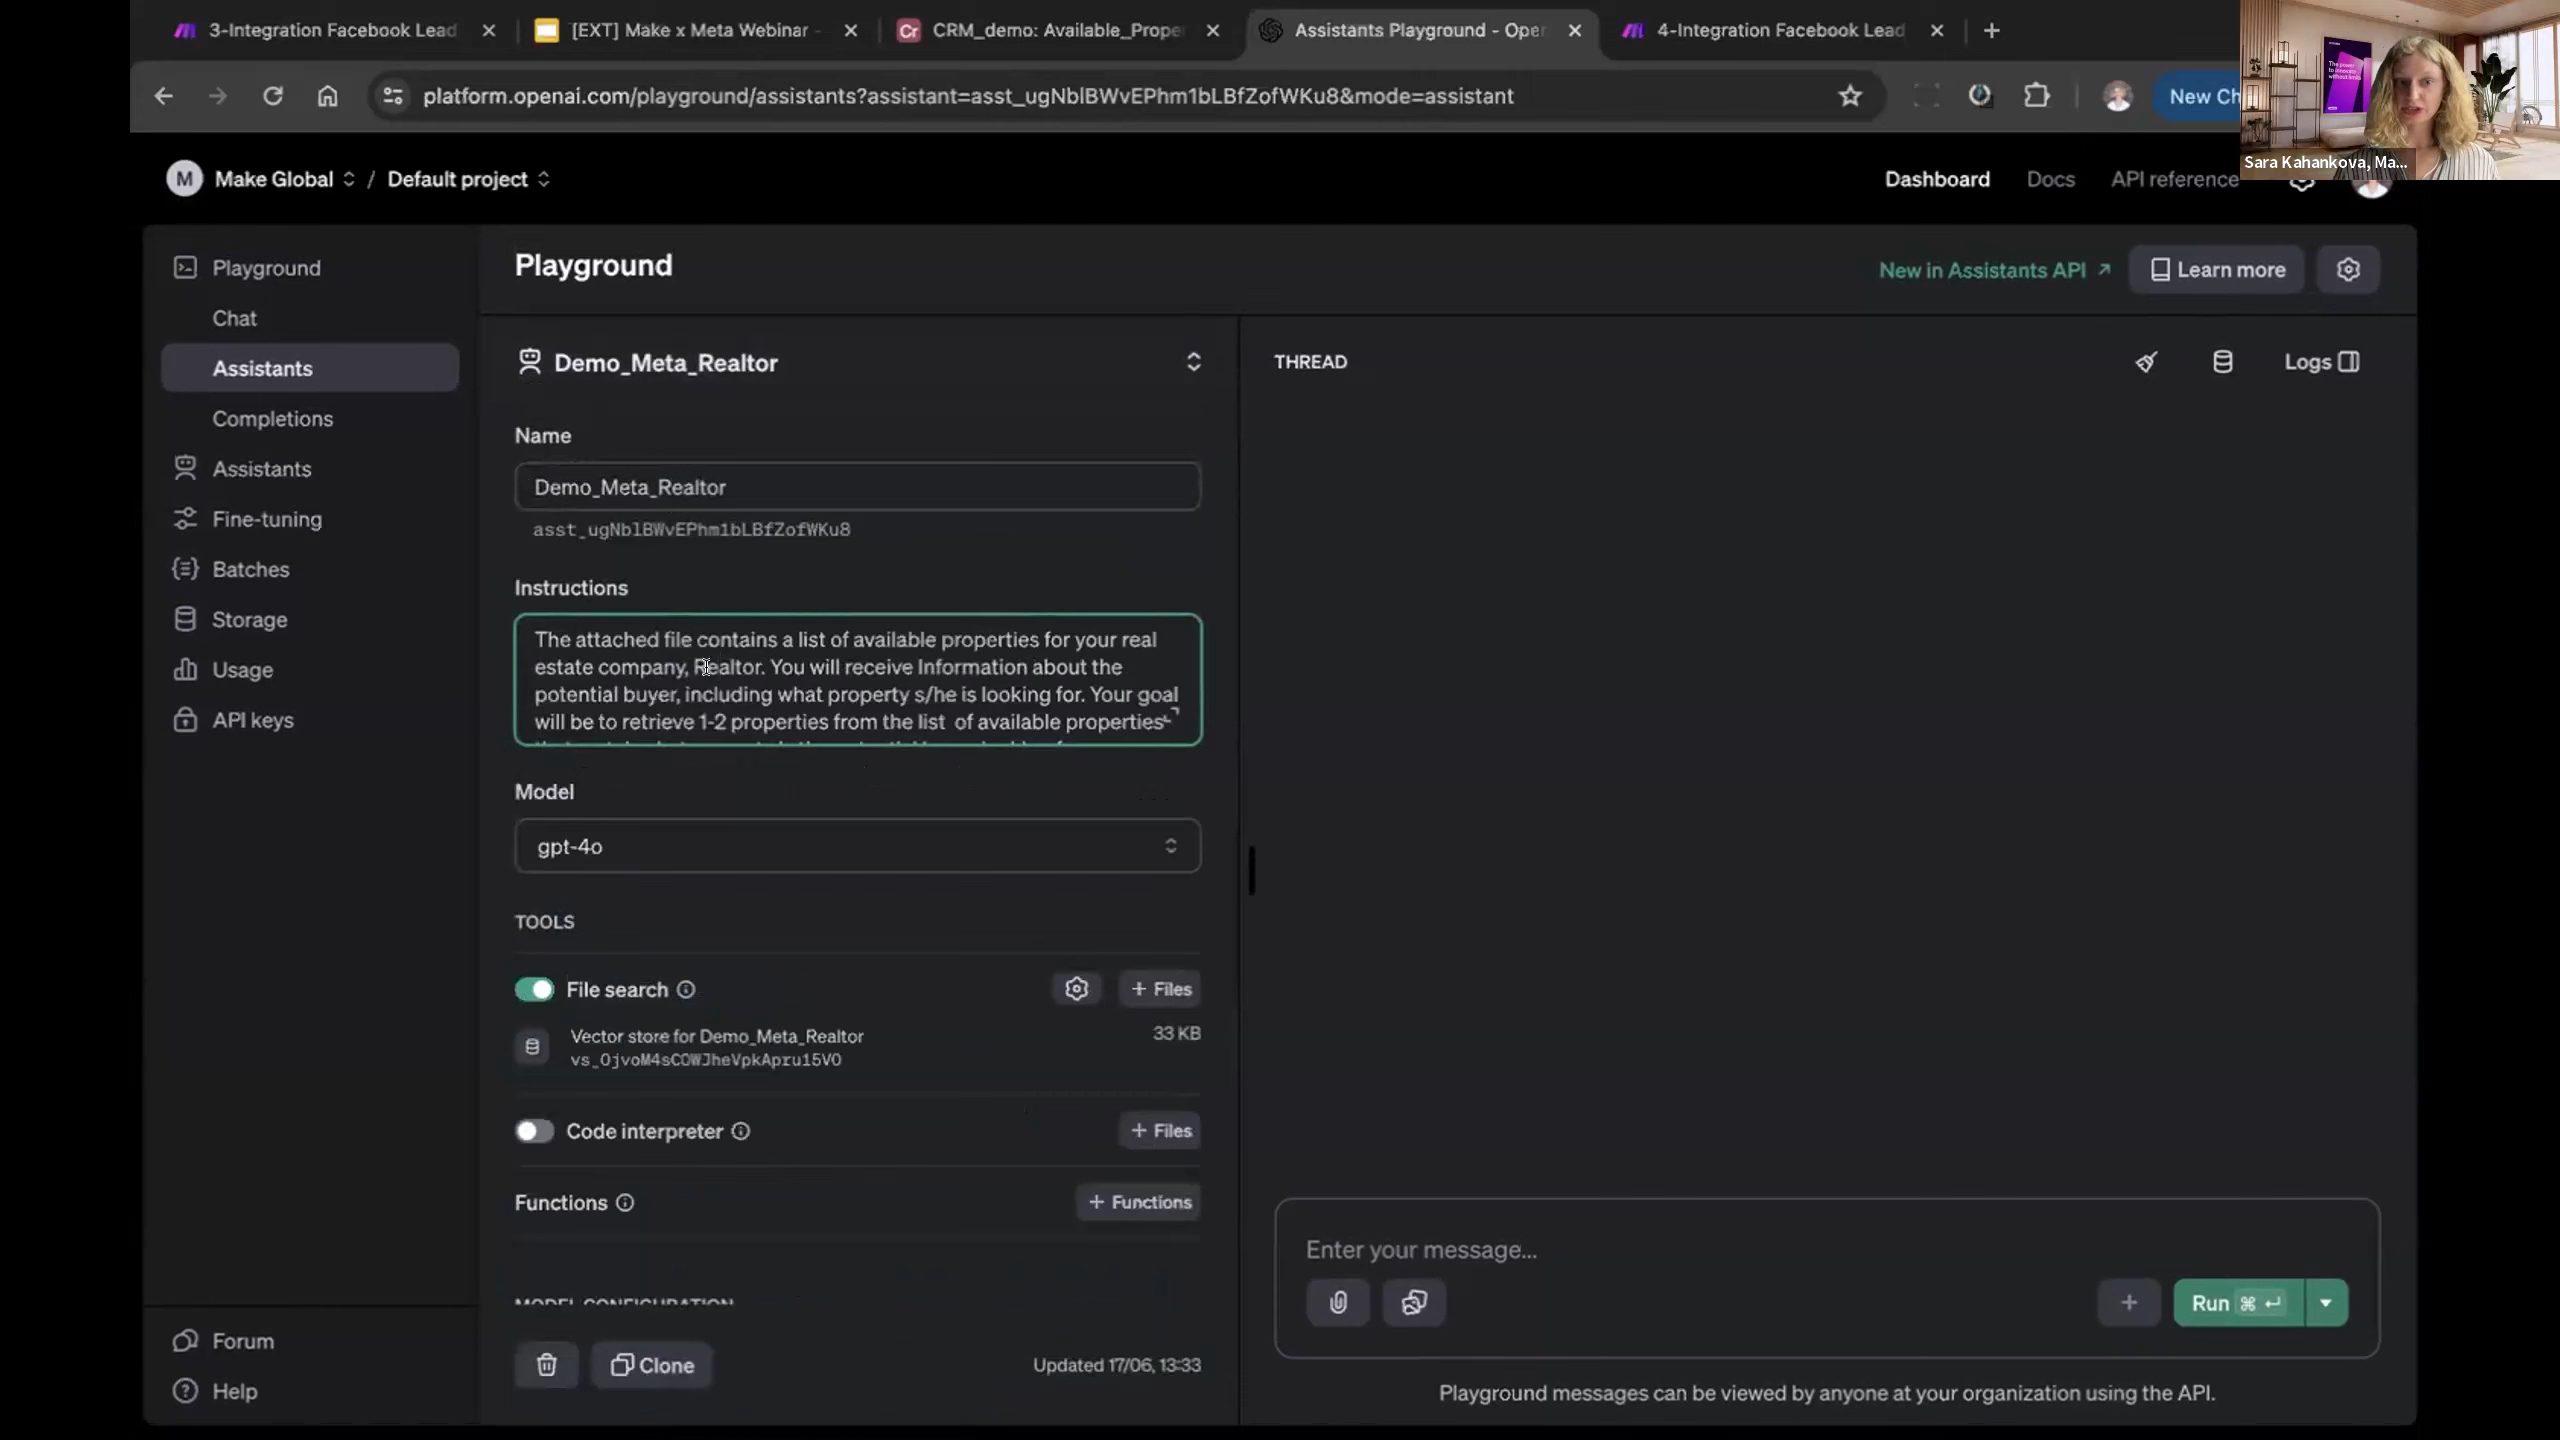 3-Integration Facebook Lead
[EXT] Make x Meta Webinar -
CRM_demo: Available_Prope
Assistants Playground - Oper
4-Integration Facebook Lead
platform.openai.com/playground/assistants?assistant=asst_ugNblBWvEPhm1bLBfZofWKu8&mode=assistant
New Ch
Sara Kahankova, Ma...
M Make Global / Default project
Dashboard
Docs
API reference
Playground
Chat
Assistants
Completions
Assistants
Fine-tuning
Batches
Storage
Usage
API keys
Forum
Help
Playground
New in Assistants API
Learn more
Demo_Meta_Realtor
Name
Demo_Meta_Realtor
asst_ugNblBWvEPhm1bLBfZofWKu8
Instructions
The attached file contains a list of available properties for your real
estate company, Realtor. You will receive Information about the
potential buyer, including what property s/he is looking for. Your goal
will be to retrieve 1-2 properties from the list of available properties
Model
gpt-4o
TOOLS
File search
+ Files
Vector store for Demo_Meta_Realtor
33 KB
vs_OjvoM4sCOWJheVpkApru15VO
Code interpreter
+ Files
Functions
+ Functions
MODEL CONFIGURATION
Clone
Updated 17/06, 13:33
THREAD
Logs
Enter your message...
Run
Playground messages can be viewed by anyone at your organization using the API.